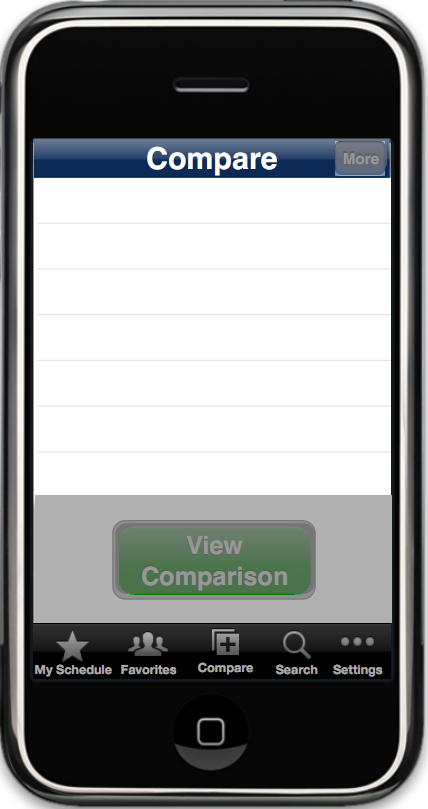 Compare
More
View
Comparison
My Schedule
Favorites
Compare
Search
Settings